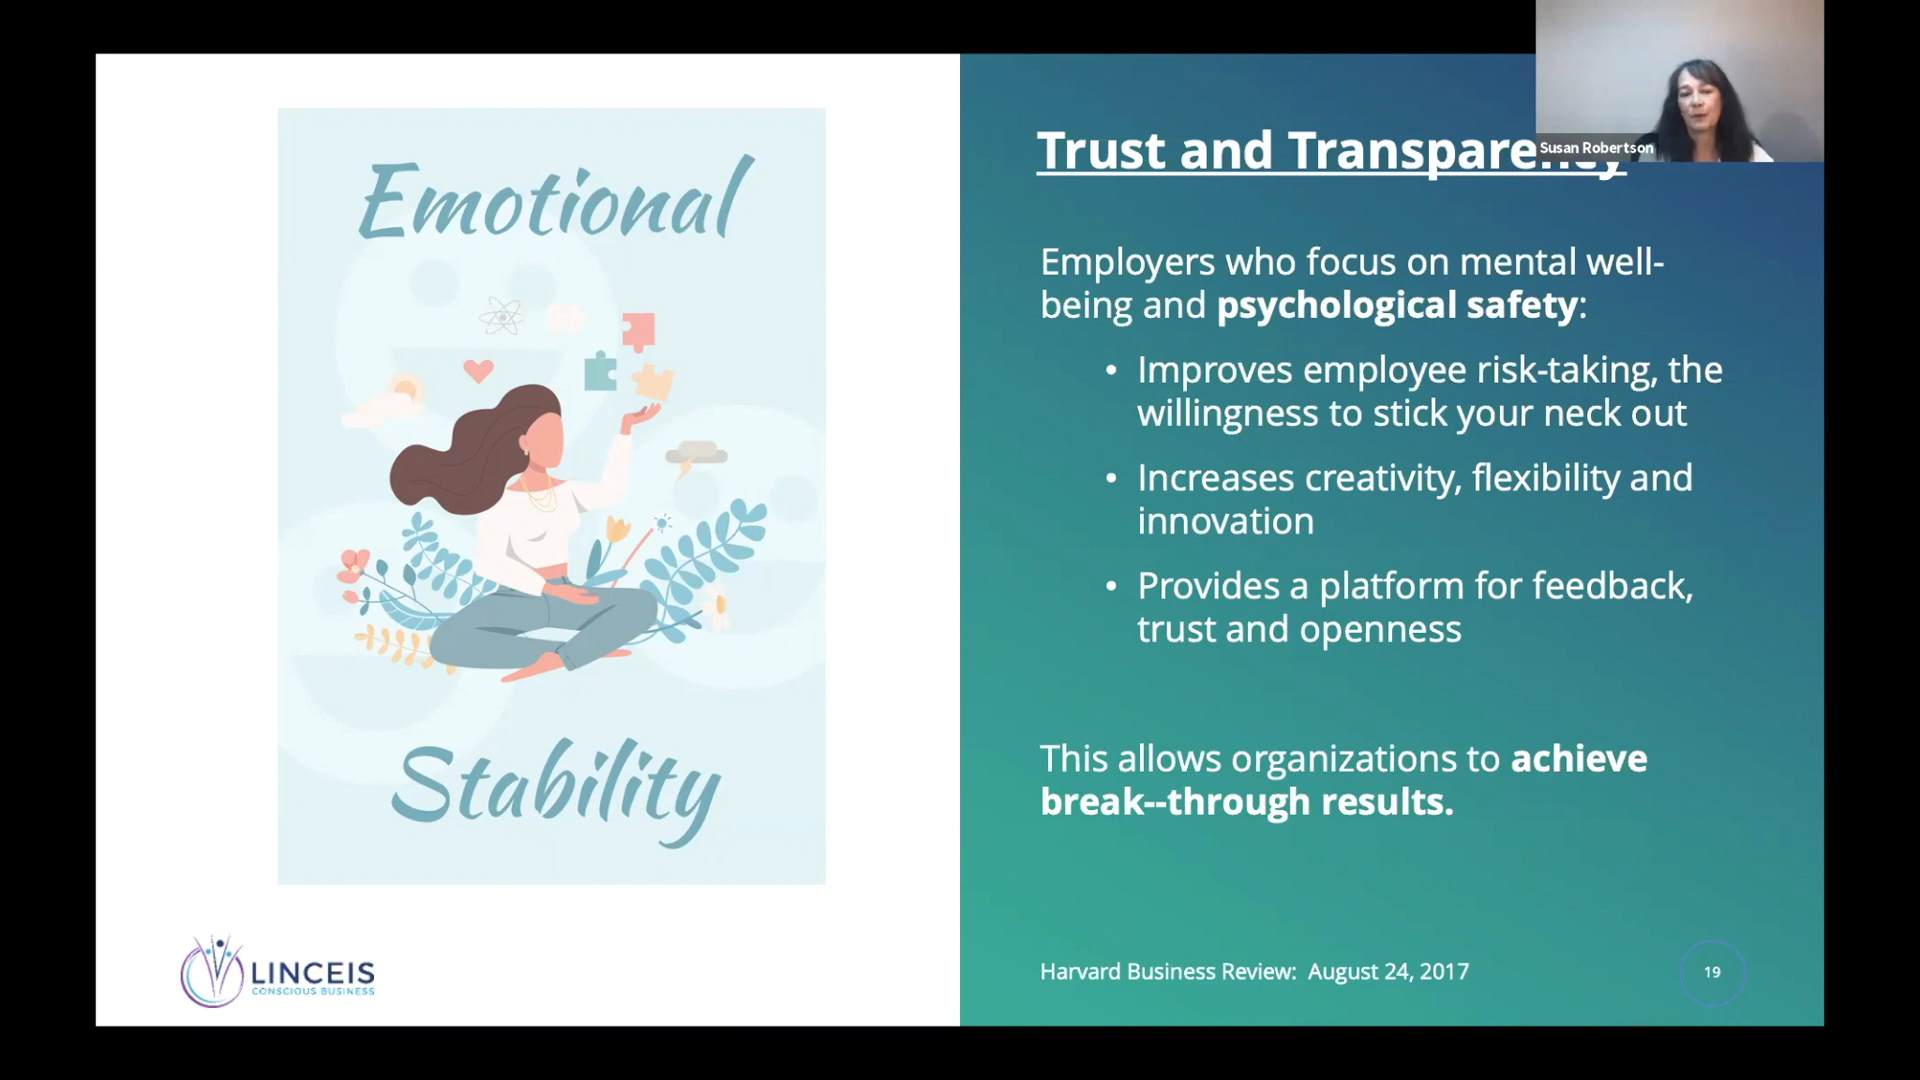 Emotional
Stability
LINCEIS
CONSCIOUS BUSINESS
Trust and Transparency
Susan Robertson
Employers who focus on mental well-
being and psychological safety:
• Improves employee risk-taking, the
willingness to stick your neck out
• Increases creativity, flexibility and
innovation
• Provides a platform for feedback,
trust and openness
This allows organizations to achieve
break--through results.
Harvard Business Review: August 24, 2017
19